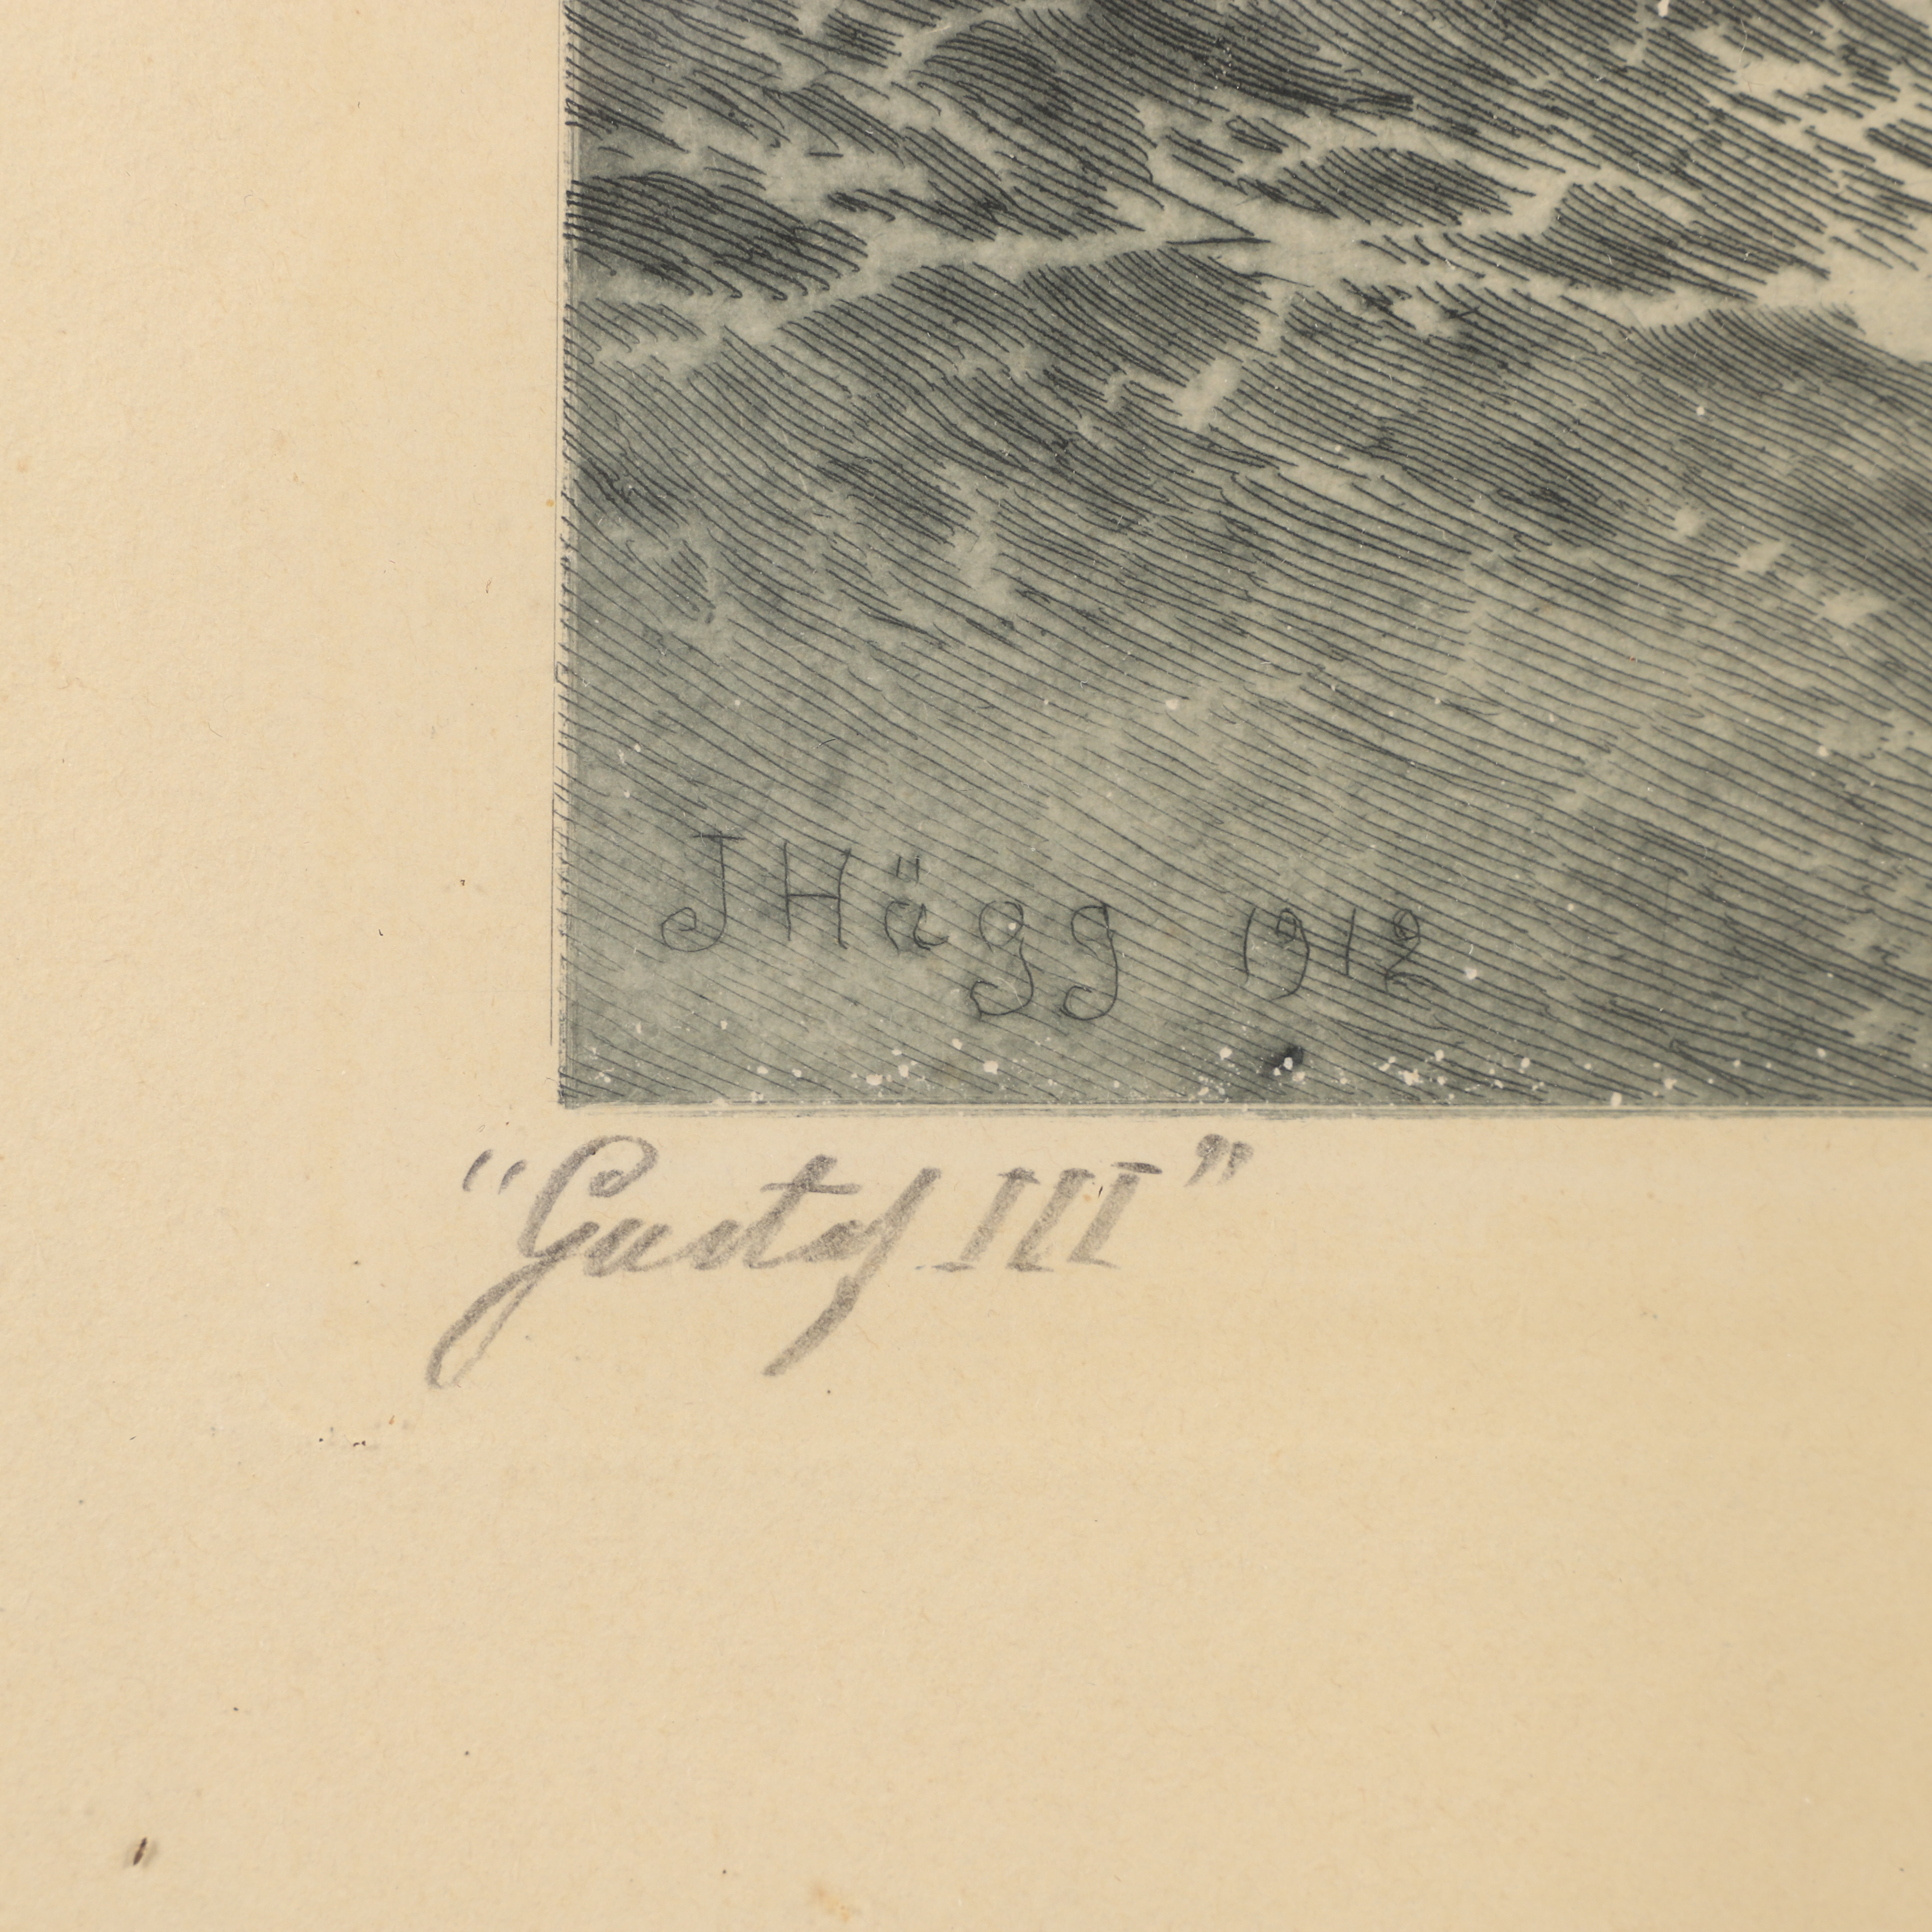 J Hägg 1912
"Gustaf III"